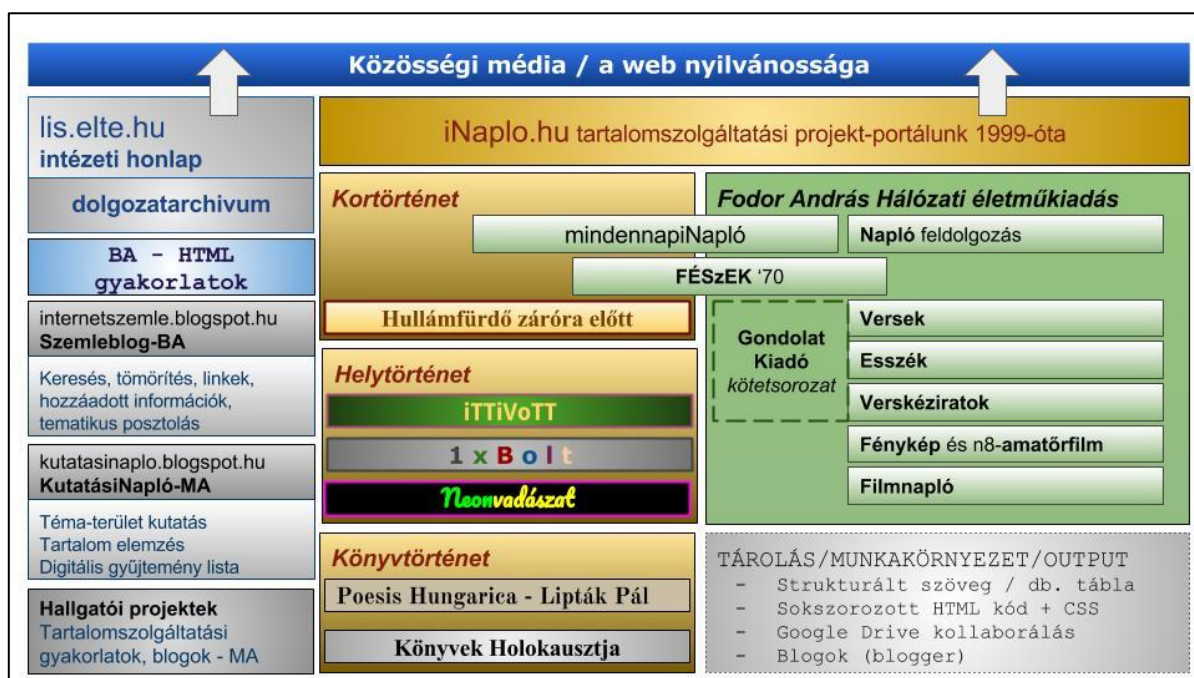 Közösségi média / a web nyilvánossága
lis.elte.hu
intézeti honlap
dolgozatarchivum
BA - HTML
gyakorlatok
internetszemle.blogspot.hu
Szemleblog-BA
Keresés, tömörítés, linkek,
hozzáadott információk,
tematikus posztolás
kutatasinaplo.blogspot.hu
KutatásiNapló-MA
Téma-terület kutatás
Tartalom elemzés
Digitális gyűjtemény lista
Hallgatói projektek
Tartalomszolgáltatási
gyakorlatok, blogok - MA
iNaplo.hu tartalomszolgáltatási projekt-portálunk 1999-óta
Kortörténet
mindennapiNapló
FÉSzEK '70
Hullámfürdő záróra előtt
Helytörténet
iTTiVoTT
1 x B o l t
Neonvadászat
Könyvtörténet
Poesis Hungarica - Lipták Pál
Könyvek Holokausztja
Fodor András Hálózati életműkiadás
Napló feldolgozás
Gondolat
Kiadó
kötetsorozat
Versek
Esszék
Verskéziratok
Fénykép és n8-amatőrfilm
Filmnapló
TÁROLÁS/MUNKAKÖRNYEZET/OUTPUT
- Strukturált szöveg / db. tábla
- Sokszorozott HTML kód + CSS
- Google Drive kollaborálás
- Blogok (blogger)